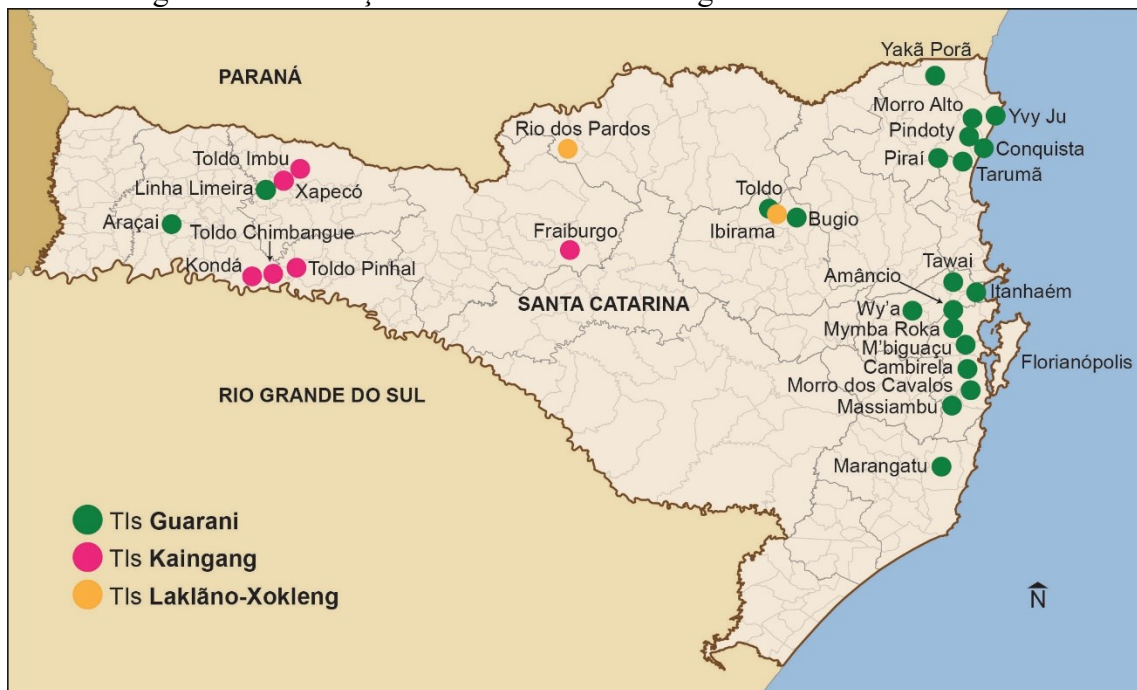 PARANÁ
Yakã Porã
Morro Alto
Yvy Ju
Pindoty
Conquista
Piraí
Tarumã
Rio dos Pardos
Toldo Imbu
Linha Limeira
Xapecó
Araçai
Toldo Chimbangue
Kondá
Toldo Pinhal
Fraiburgo
Toldo
Ibirama
Bugio
Tawai
Amâncio
Itanhaém
Wy'a
Mymba Roka
M'biguaçu
Cambirela
Morro dos Cavalos
Massiambu
Florianópolis
SANTA CATARINA
RIO GRANDE DO SUL
Marangatu
TIs Guarani
TIs Kaingang
TIs Laklãno-Xokleng
N